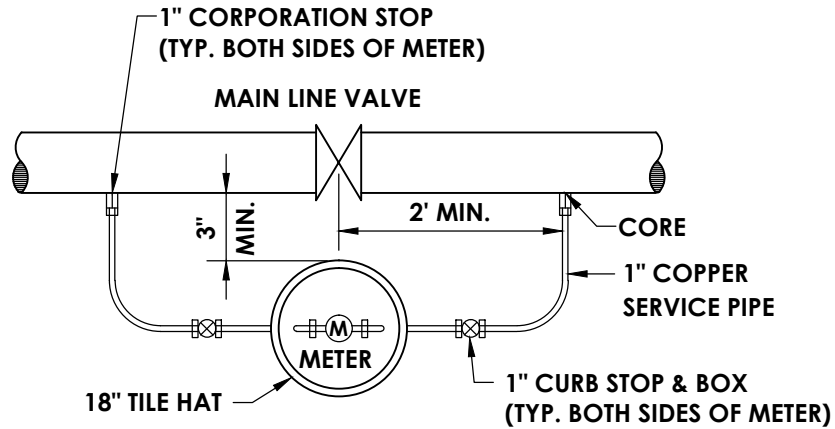 1" CORPORATION STOP
(TYP. BOTH SIDES OF METER)
MAIN LINE VALVE
3"
MIN.
2' MIN.
CORE
1" COPPER
SERVICE PIPE
M
METER
18" TILE HAT
1" CURB STOP & BOX
(TYP. BOTH SIDES OF METER)